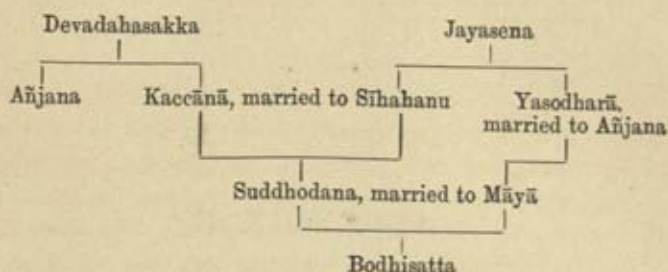 Devadahasakka Jayasena
Añjana Kaccānā, married to Sīhahanu Yasodharā,
married to Añjana
Suddhodana, married to Māyā
Bodhisatta